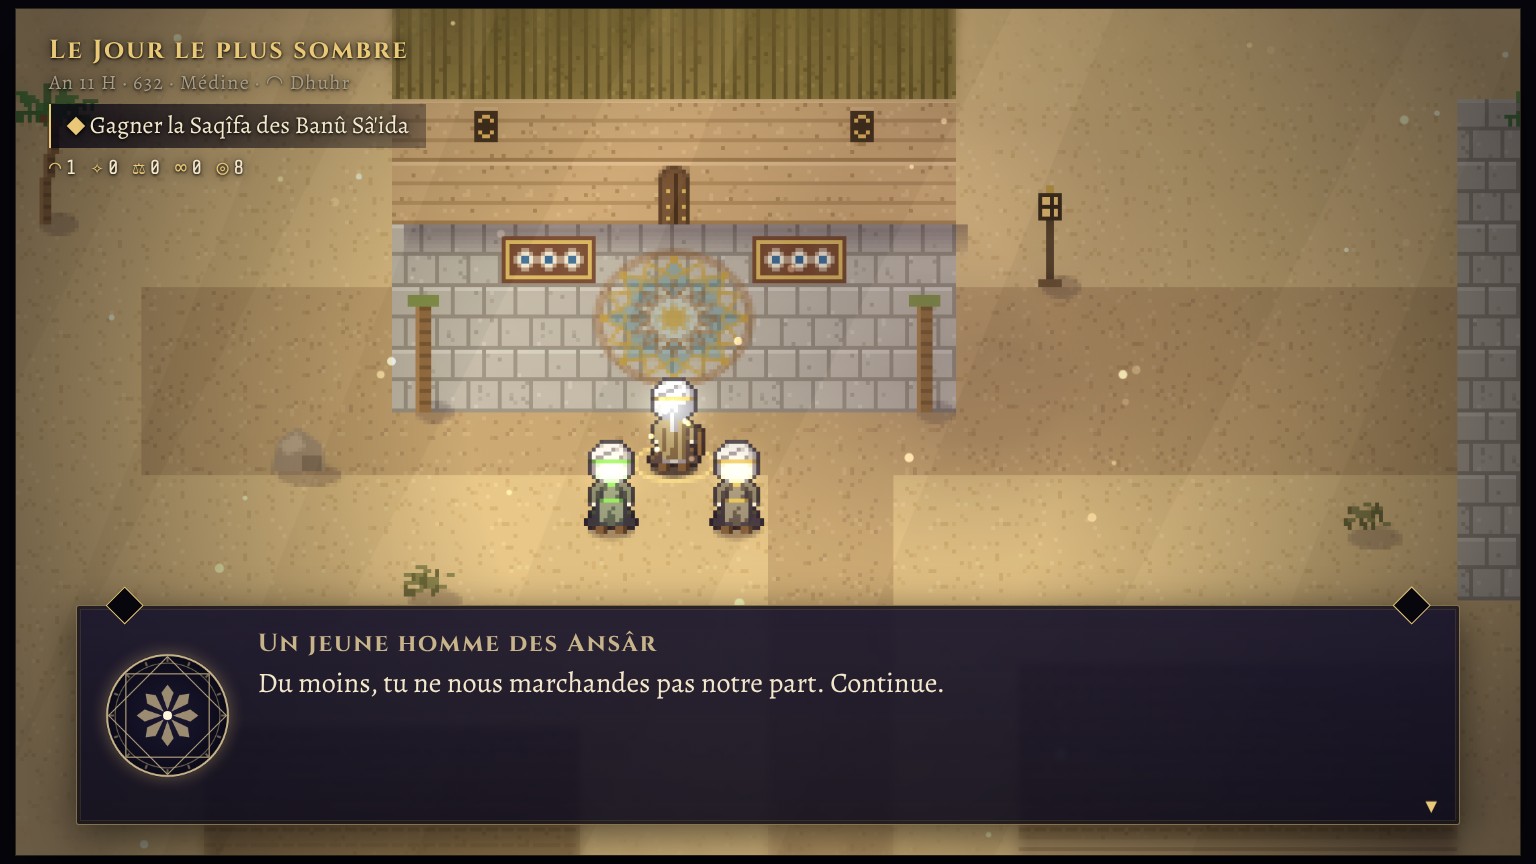 Le Jour le plus sombre
An 11 H · 632 · Médine · ◠ Dhuhr
◆ Gagner la Saqîfa des Banû Sâ'ida
◠1 ✧0 ⚖0 ∞0 ◎8
Un jeune homme des Ansâr
Du moins, tu ne nous marchandes pas notre part. Continue.
▼